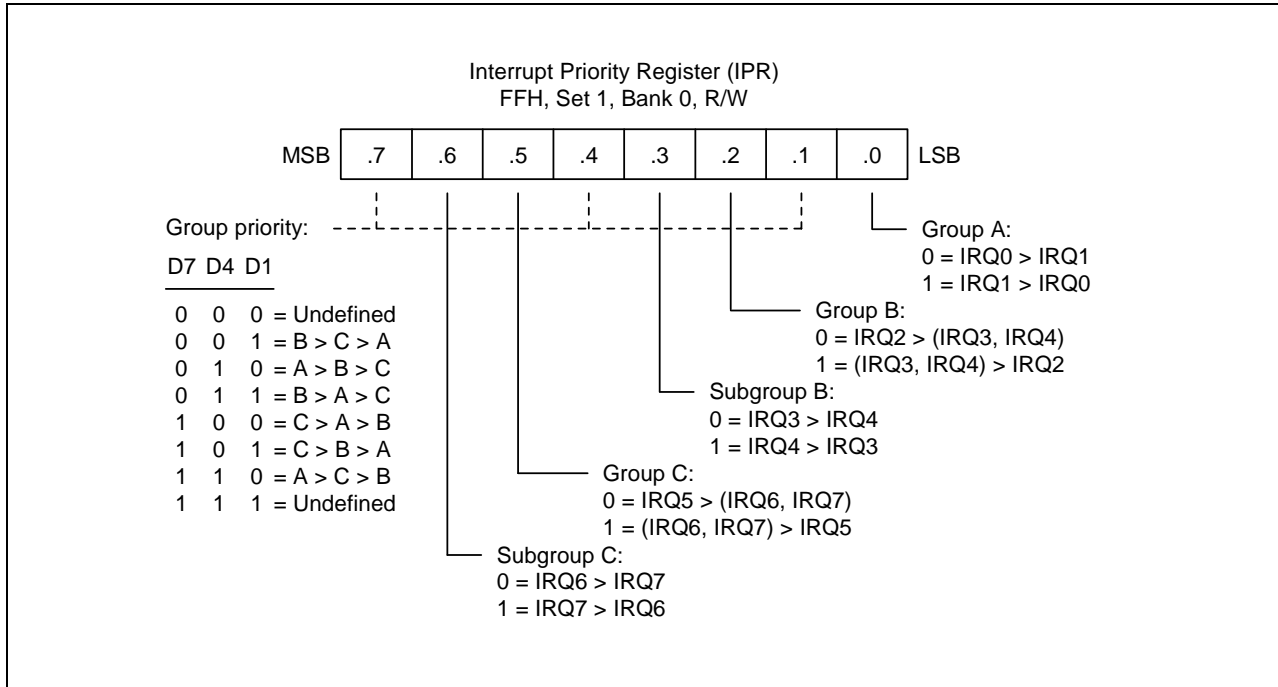 Interrupt Priority Register (IPR)
FFH, Set 1, Bank 0, R/W
MSB .7 .6 .5 .4 .3 .2 .1 .0 LSB
Group priority:
D7 D4 D1
0 0 0 = Undefined
0 0 1 = B > C > A
0 1 0 = A > B > C
0 1 1 = B > A > C
1 0 0 = C > A > B
1 0 1 = C > B > A
1 1 0 = A > C > B
1 1 1 = Undefined
Group A:
0 = IRQ0 > IRQ1
1 = IRQ1 > IRQ0
Group B:
0 = IRQ2 > (IRQ3, IRQ4)
1 = (IRQ3, IRQ4) > IRQ2
Subgroup B:
0 = IRQ3 > IRQ4
1 = IRQ4 > IRQ3
Group C:
0 = IRQ5 > (IRQ6, IRQ7)
1 = (IRQ6, IRQ7) > IRQ5
Subgroup C:
0 = IRQ6 > IRQ7
1 = IRQ7 > IRQ6